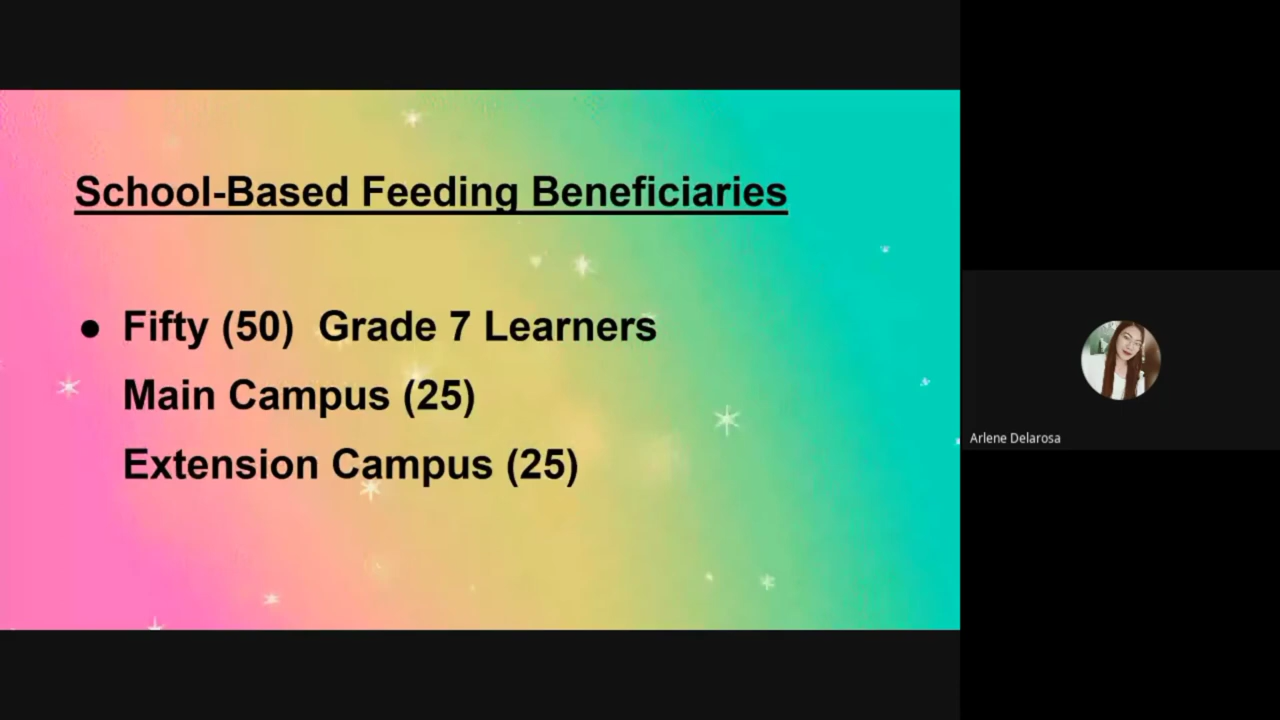 School-Based Feeding Beneficiaries
● Fifty (50)  Grade 7 Learners
Main Campus (25)
Extension Campus (25)
Arlene Delarosa